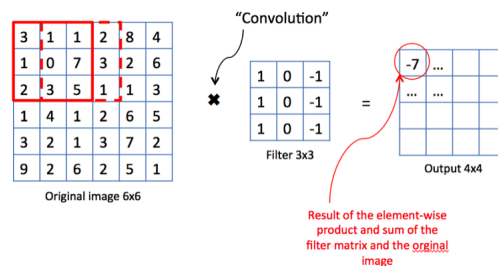 “Convolution”
3 1 1 2 8 4
1 0 7 3 2 6
2 3 5 1 1 3
1 4 1 2 6 5
3 2 1 3 7 2
9 2 6 2 5 1
Original image 6x6
✖
1 0 -1
1 0 -1
1 0 -1
Filter 3x3
=
-7 ...
... ...
Output 4x4
Result of the element-wise
product and sum of the
filter matrix and the orginal
image